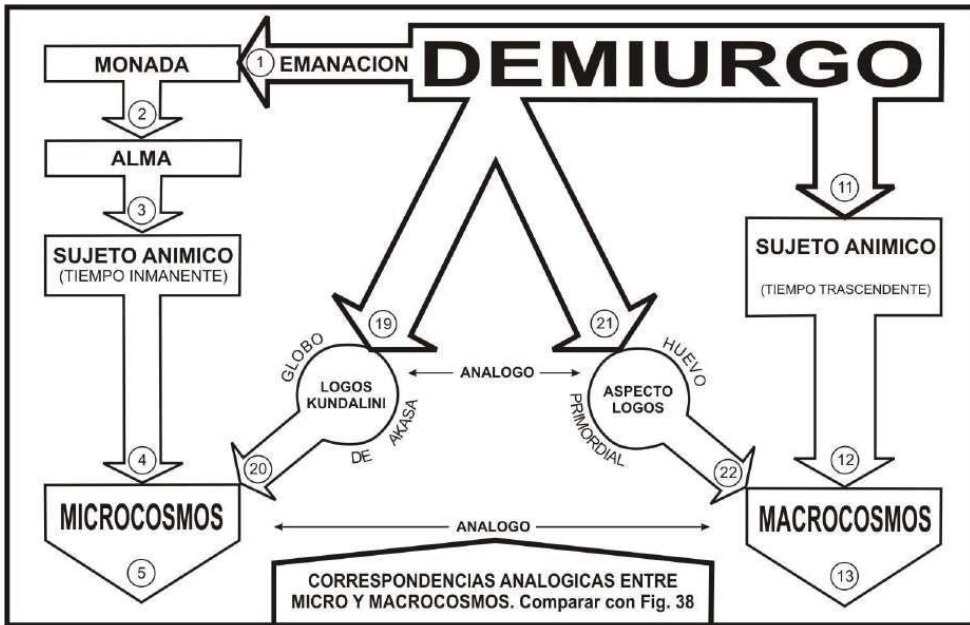 DEMIURGO
1 EMANACION
MONADA
2
ALMA
3
SUJETO ANIMICO
(TIEMPO INMANENTE)
4
MICROCOSMOS
5
11
SUJETO ANIMICO
(TIEMPO TRASCENDENTE)
12
MACROCOSMOS
13
19
GLOBO
LOGOS
KUNDALINI
DE AKASA
20
ANALOGO
21
HUEVO
ASPECTO
LOGOS
PRIMORDIAL
22
ANALOGO
CORRESPONDENCIAS ANALOGICAS ENTRE
MICRO Y MACROCOSMOS. Comparar con Fig. 38